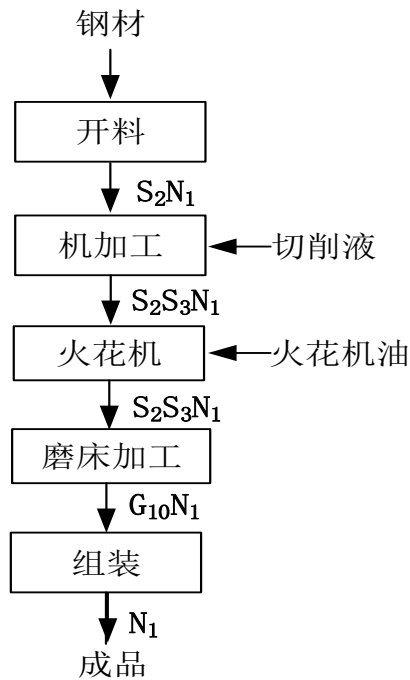 钢材
开料
S₂N₁
机加工
切削液
S₂S₃N₁
火花机
火花机油
S₂S₃N₁
磨床加工
G₁₀N₁
组装
N₁
成品